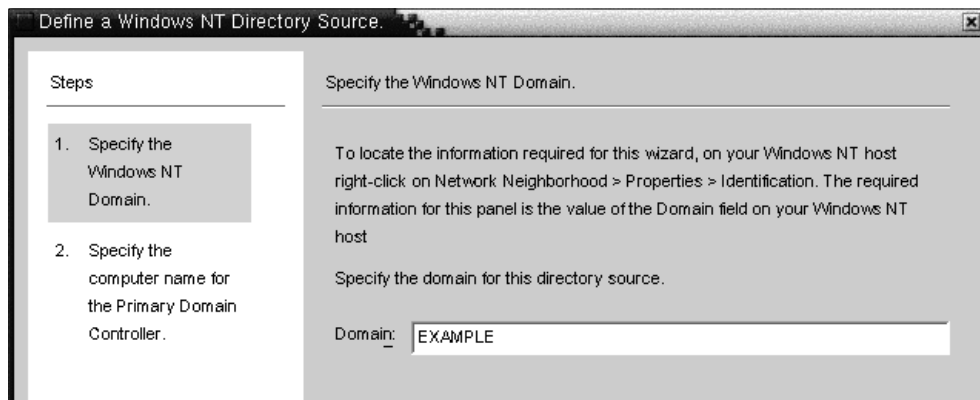 Define a Windows NT Directory Source.
Steps
1. Specify the
Windows NT
Domain.
2. Specify the
computer name for
the Primary Domain
Controller.
Specify the Windows NT Domain.
To locate the information required for this wizard, on your Windows NT host
right-click on Network Neighborhood > Properties > Identification. The required
information for this panel is the value of the Domain field on your Windows NT
host
Specify the domain for this directory source.
Domain: EXAMPLE